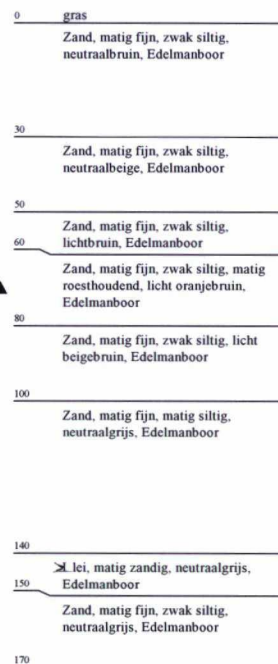 0 gras
Zand, matig fijn, zwak siltig,
neutraalbruin, Edelmanboor
30
Zand, matig fijn, zwak siltig,
neutraalbeige, Edelmanboor
50
Zand, matig fijn, zwak siltig,
lichtbruin, Edelmanboor
60
Zand, matig fijn, zwak siltig, matig
roesthoudend, licht oranjebruin,
Edelmanboor
80
Zand, matig fijn, zwak siltig, licht
beigebruin, Edelmanboor
100
Zand, matig fijn, matig siltig,
neutraalgrijs, Edelmanboor
140
lei, matig zandig, neutraalgrijs,
Edelmanboor
150
Zand, matig fijn, zwak siltig,
neutraalgrijs, Edelmanboor
170